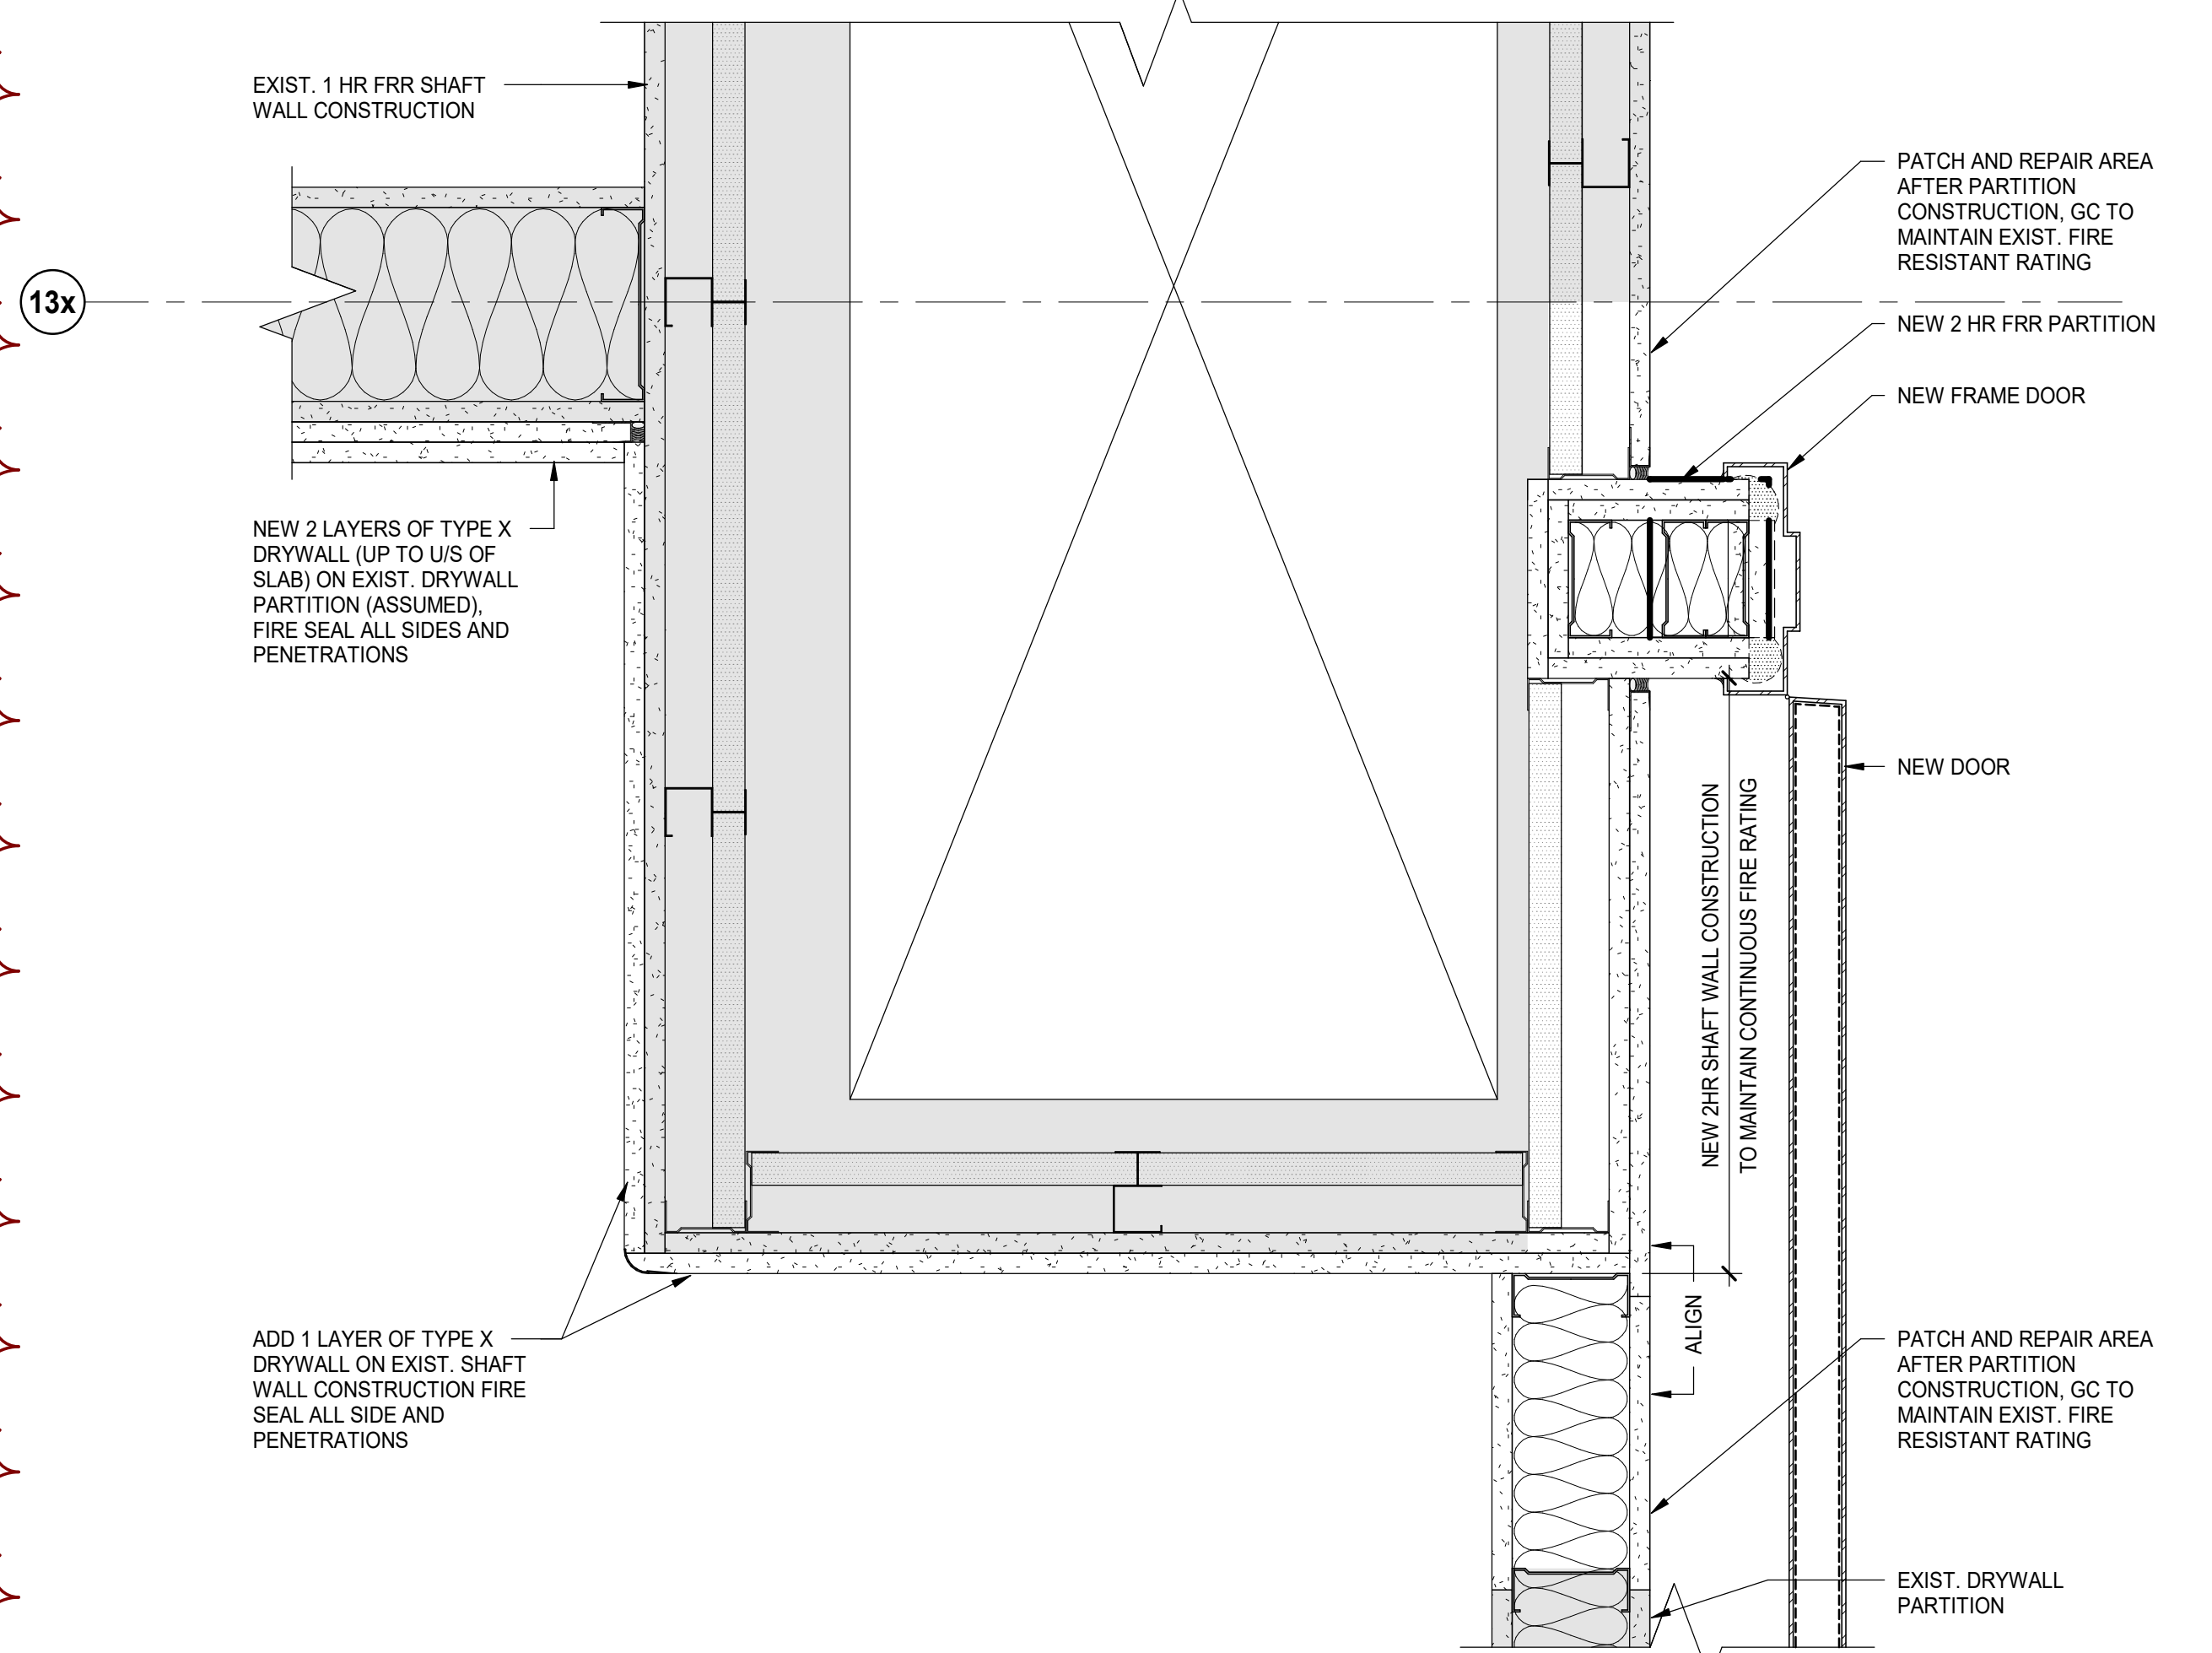 EXIST. 1 HR FRR SHAFT
WALL CONSTRUCTION
13x
NEW 2 LAYERS OF TYPE X
DRYWALL (UP TO U/S OF
SLAB) ON EXIST. DRYWALL
PARTITION (ASSUMED),
FIRE SEAL ALL SIDES AND
PENETRATIONS
ADD 1 LAYER OF TYPE X
DRYWALL ON EXIST. SHAFT
WALL CONSTRUCTION FIRE
SEAL ALL SIDE AND
PENETRATIONS
PATCH AND REPAIR AREA
AFTER PARTITION
CONSTRUCTION, GC TO
MAINTAIN EXIST. FIRE
RESISTANT RATING
NEW 2 HR FRR PARTITION
NEW FRAME DOOR
NEW DOOR
NEW 2HR SHAFT WALL CONSTRUCTION
TO MAINTAIN CONTINUOUS FIRE RATING
ALIGN
PATCH AND REPAIR AREA
AFTER PARTITION
CONSTRUCTION, GC TO
MAINTAIN EXIST. FIRE
RESISTANT RATING
EXIST. DRYWALL
PARTITION